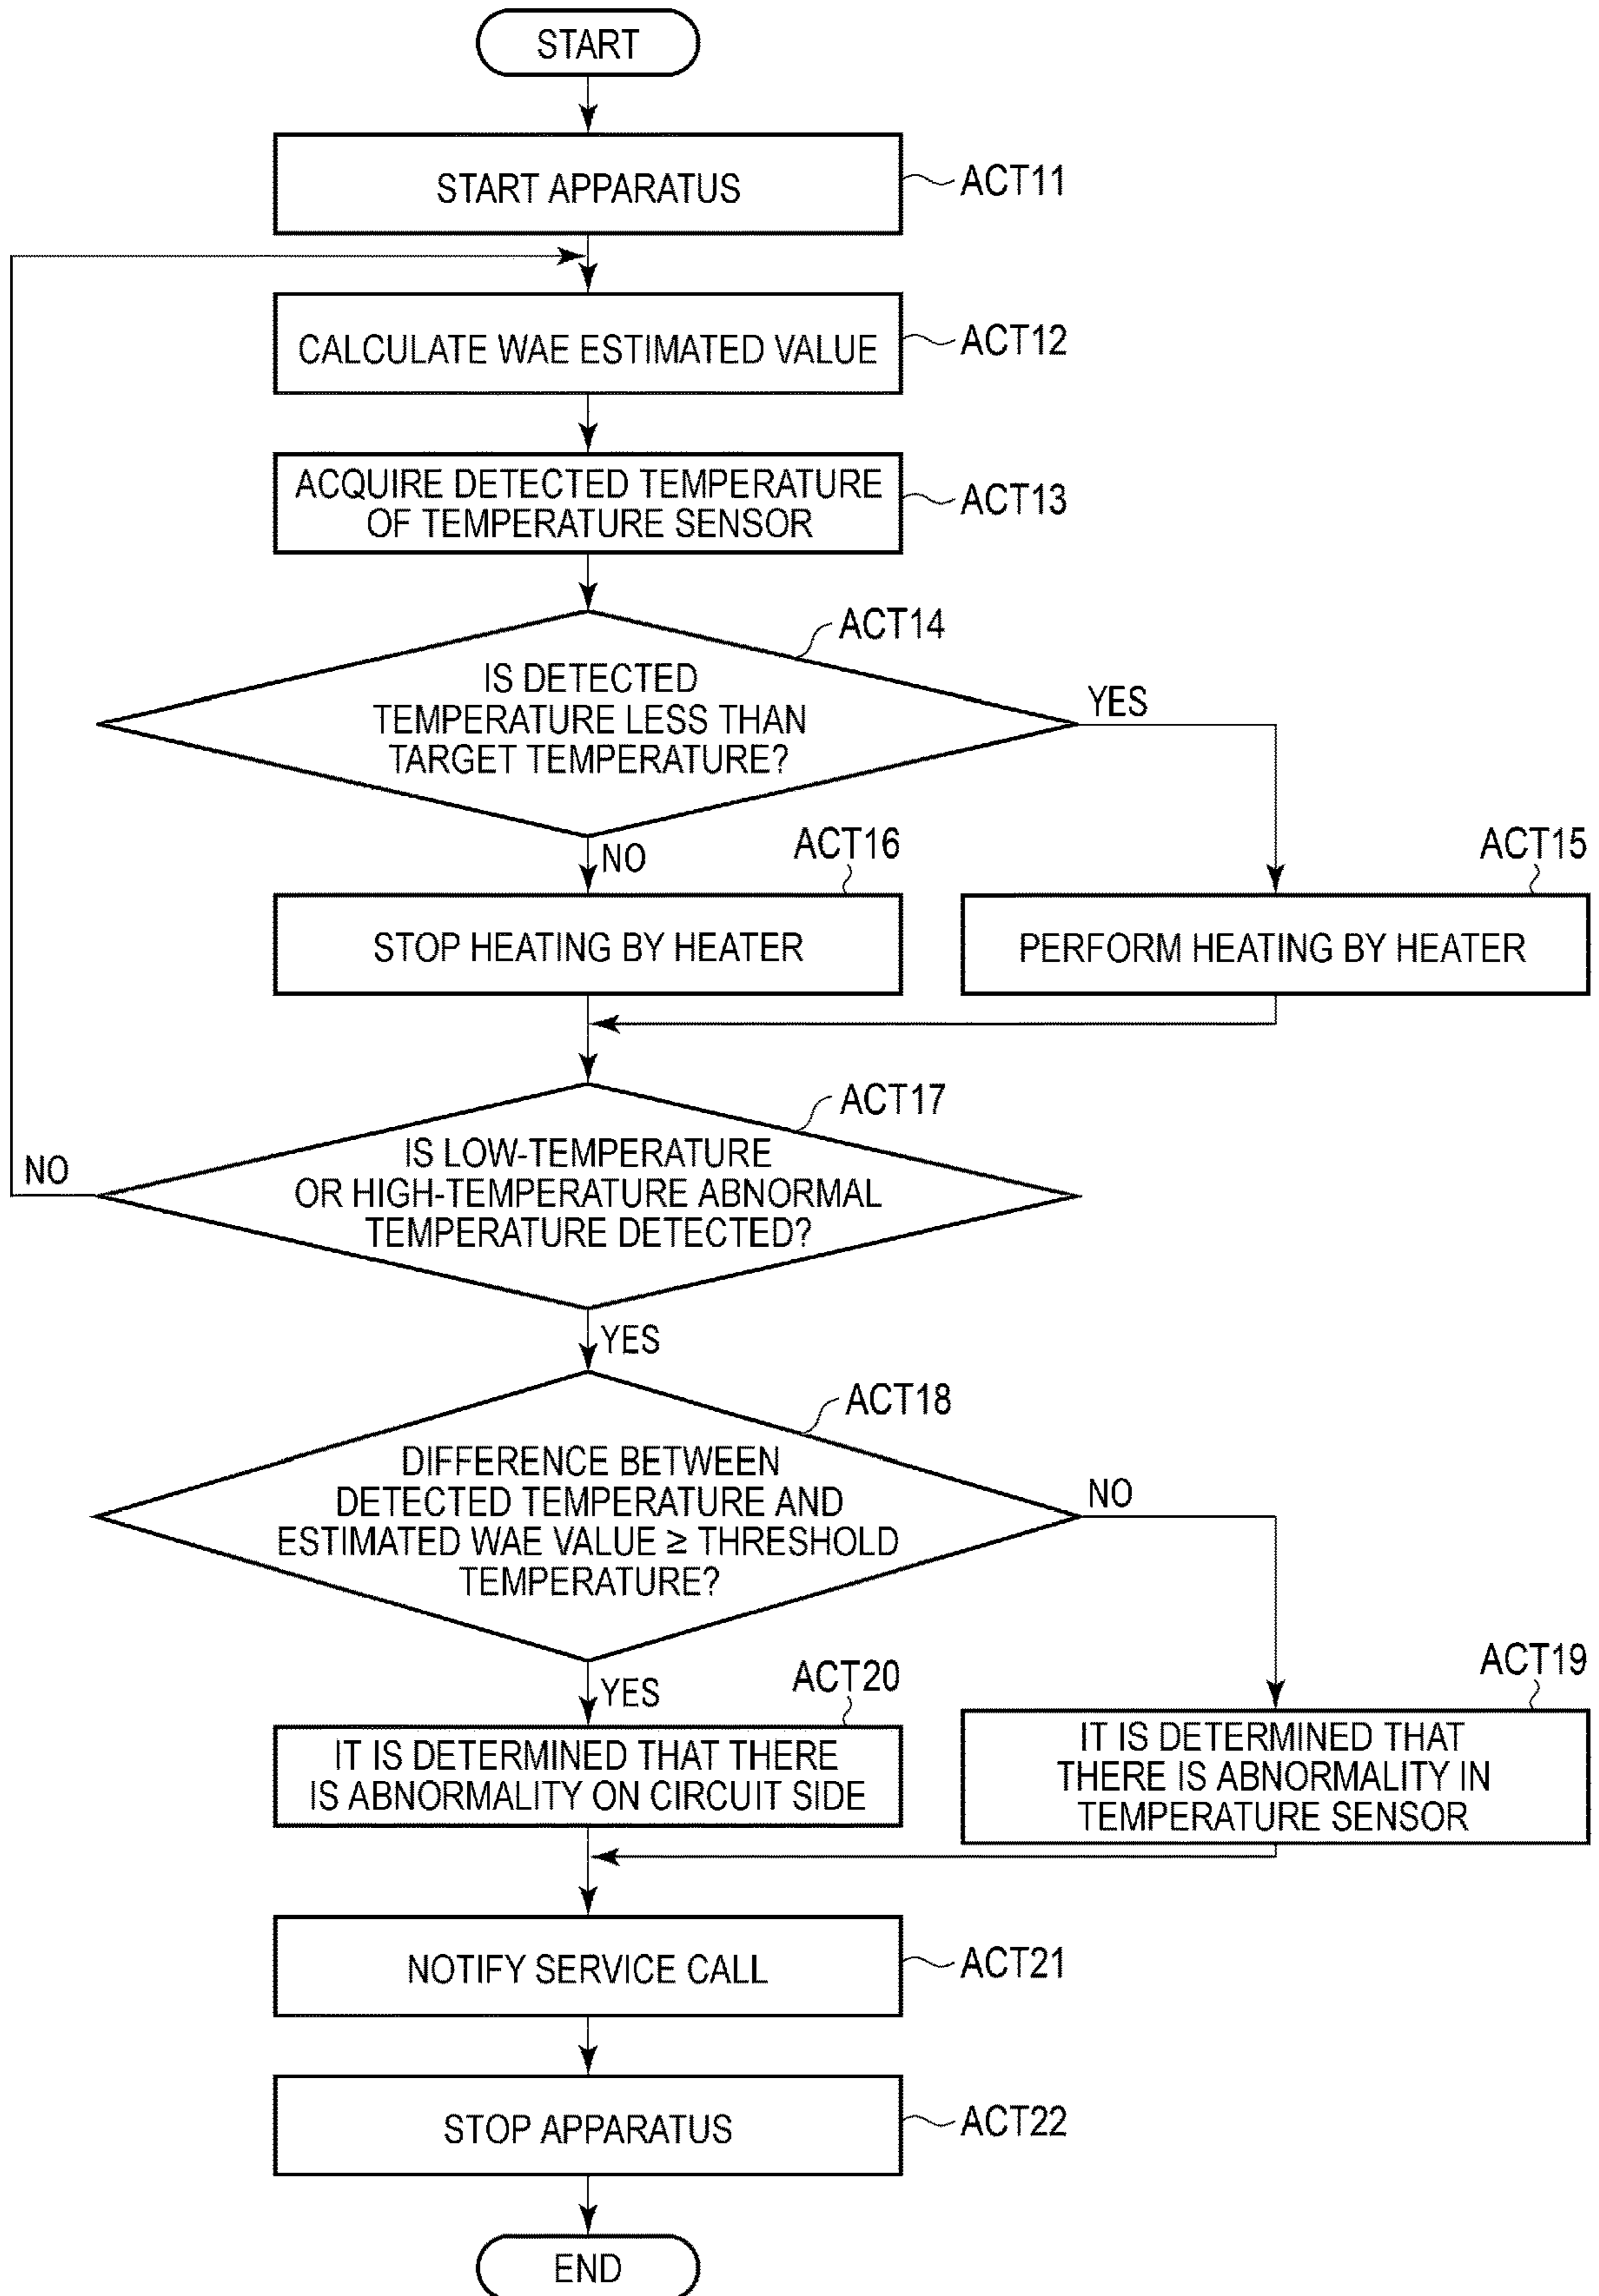 START
START APPARATUS
ACT11
CALCULATE WAE ESTIMATED VALUE
ACT12
ACQUIRE DETECTED TEMPERATURE
OF TEMPERATURE SENSOR
ACT13
ACT14
IS DETECTED
TEMPERATURE LESS THAN
TARGET TEMPERATURE?
YES
NO
ACT16
STOP HEATING BY HEATER
ACT15
PERFORM HEATING BY HEATER
ACT17
IS LOW-TEMPERATURE
OR HIGH-TEMPERATURE ABNORMAL
TEMPERATURE DETECTED?
NO
YES
ACT18
DIFFERENCE BETWEEN
DETECTED TEMPERATURE AND
ESTIMATED WAE VALUE ≥ THRESHOLD
TEMPERATURE?
NO
YES
ACT20
IT IS DETERMINED THAT THERE
IS ABNORMALITY ON CIRCUIT SIDE
ACT19
IT IS DETERMINED THAT
THERE IS ABNORMALITY IN
TEMPERATURE SENSOR
NOTIFY SERVICE CALL
ACT21
STOP APPARATUS
ACT22
END